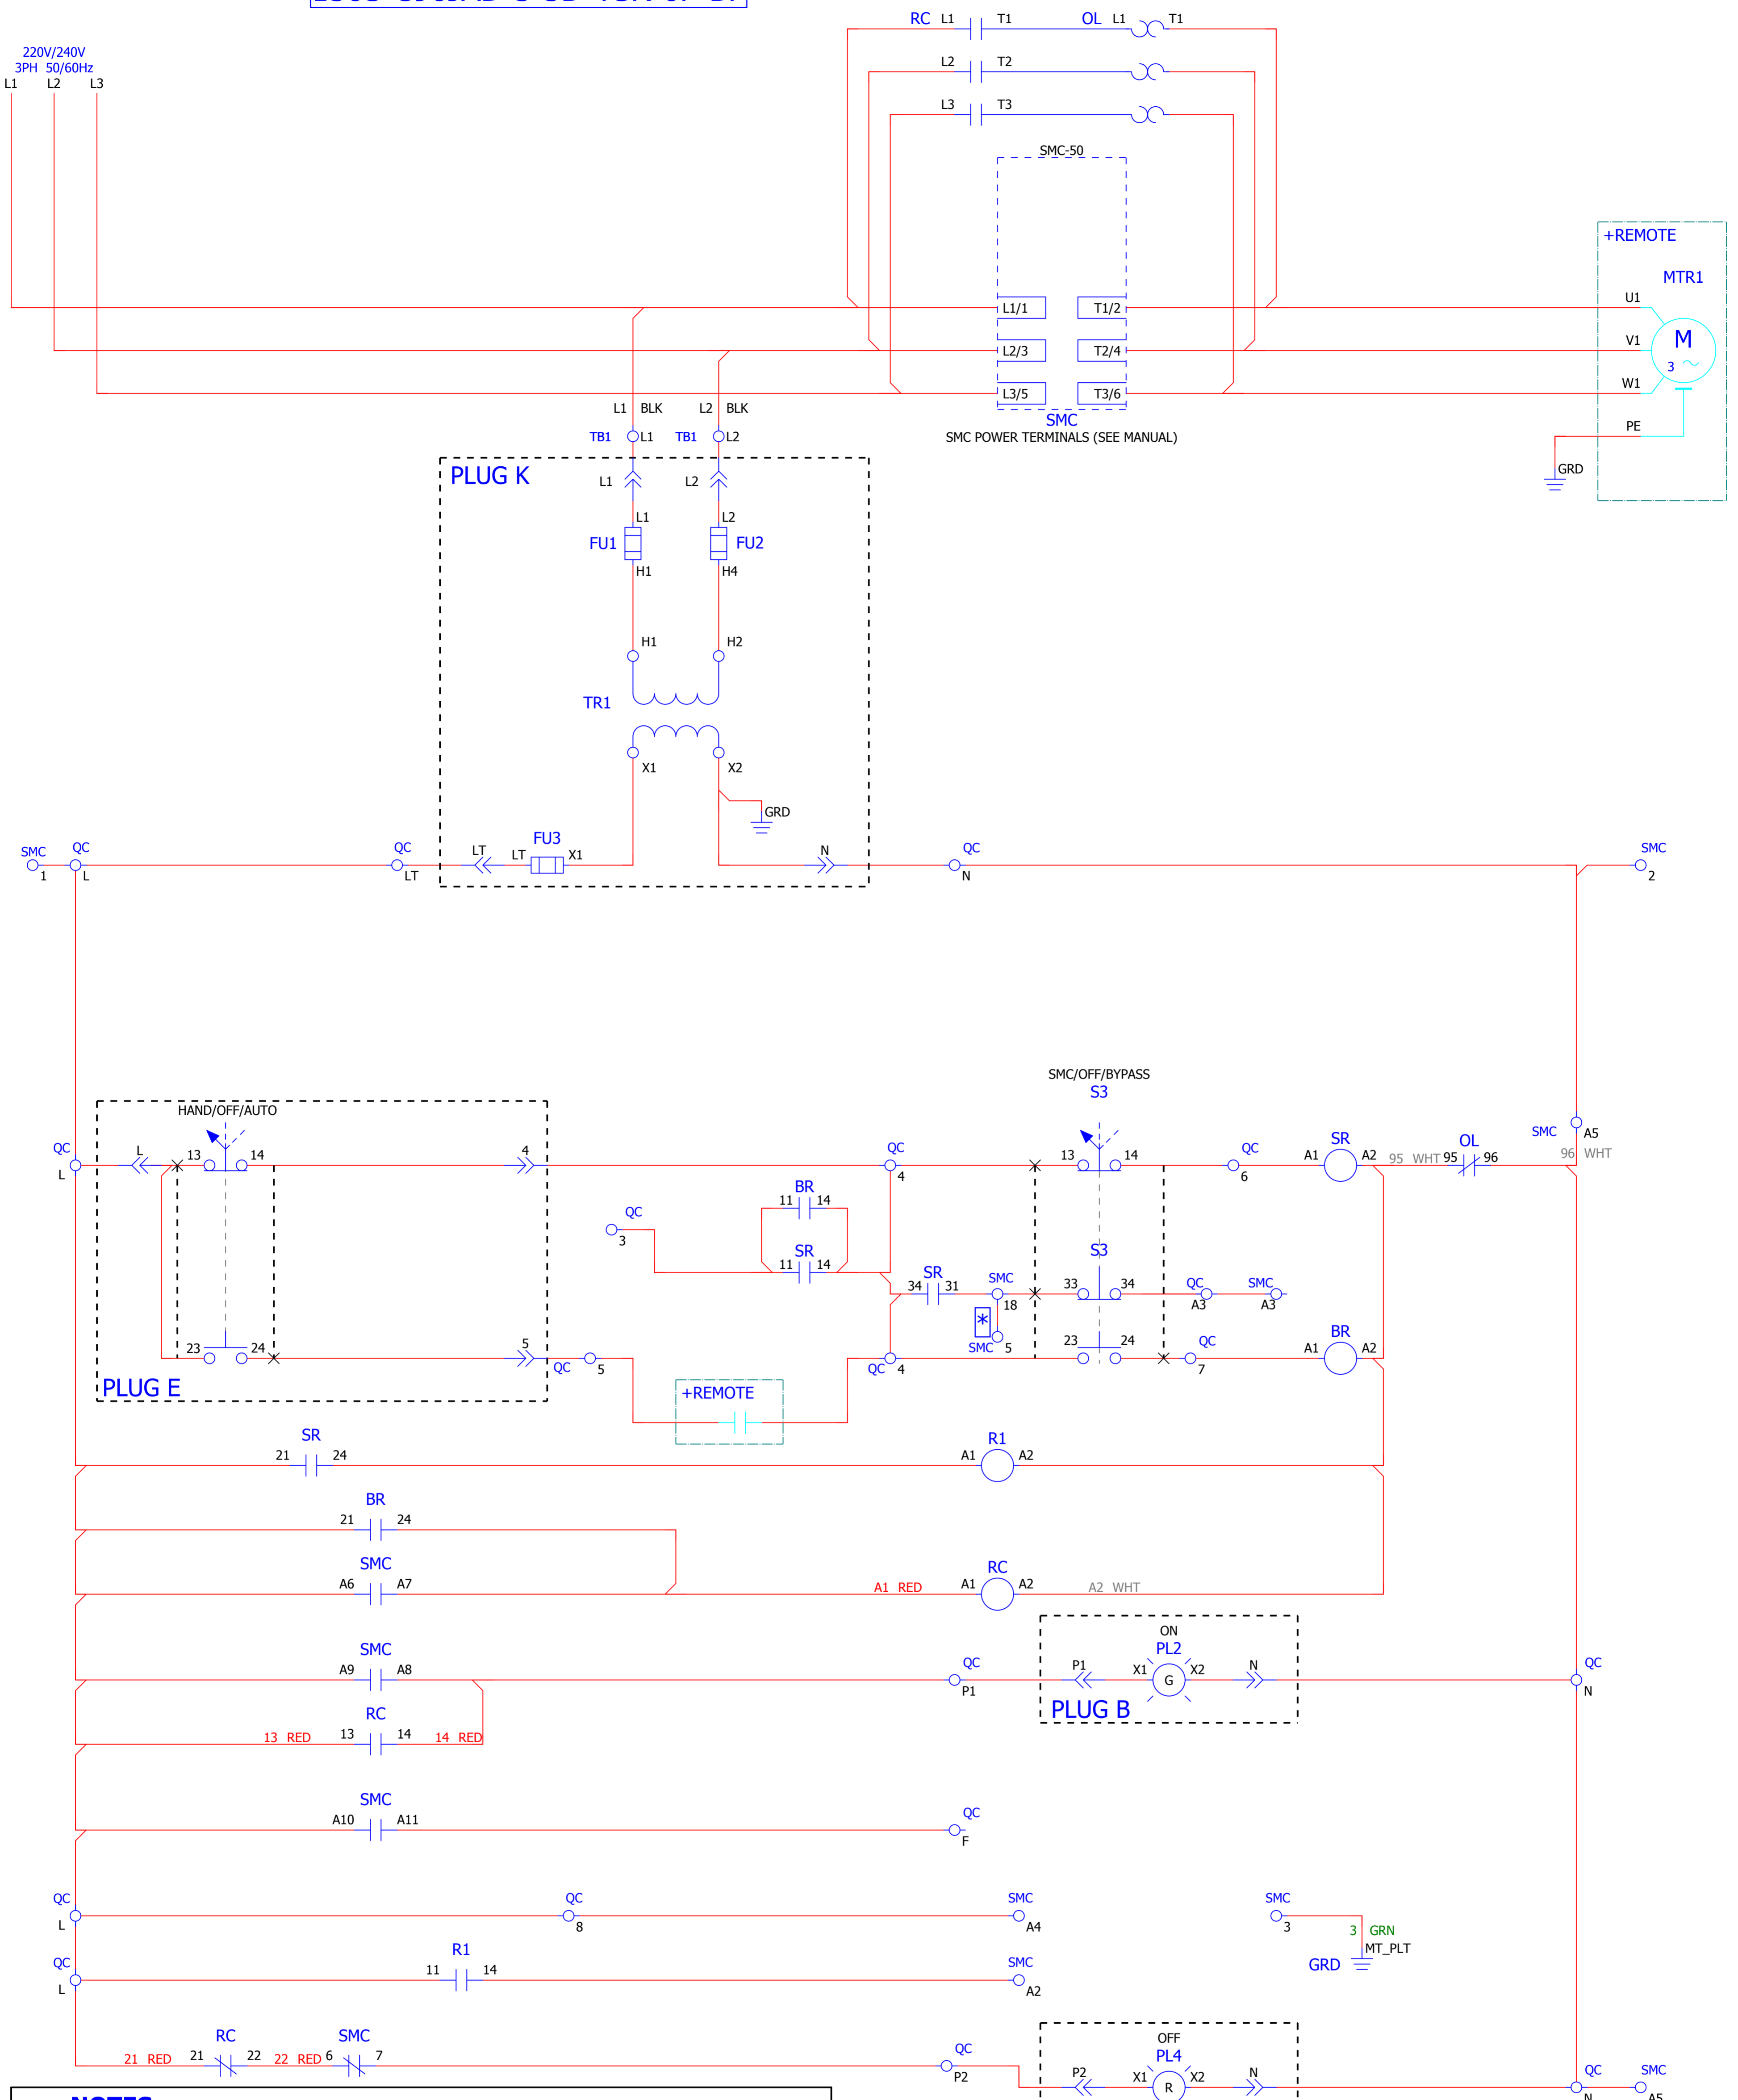 RC L1 T1 OL L1 T1
220V/240V
3PH 50/60Hz
L1 L2 L3
L2 T2
L3 T3
SMC-50
+REMOTE
MTR1
L1/1 T1/2 U1
L2/3 T2/4 V1 M
3
L3/5 T3/6 W1
L1 BLK L2 BLK
SMC
PE
TB1 L1 TB1 L2
SMC POWER TERMINALS (SEE MANUAL)
PLUG K
L1 L2
GRD
L1 L2
FU1 FU2
H1 H4
H1 H2
TR1
X1 X2
GRD
FU3
SMC QC QC LT LT X1 N QC SMC
1 L LT N 2
SMC/OFF/BYPASS
S3
HAND/OFF/AUTO
SMC A5
QC L 13 14 4 QC 13 14 QC SR OL
A1 A2 95 WHT 95 96 96 WHT
L 4 6
BR
11 14
QC
3
SR
11 14
S3
SR
34 31 SMC 33 34 QC SMC
18 A3 A3
*
SMC 5
23 24 5 QC 5 QC 4 23 24 QC 7 BR A1 A2
PLUG E
+REMOTE
SR
21 24
R1
A1 A2
BR
21 24
SMC
A6 A7
RC
A1 RED A1 A2 A2 WHT
ON
SMC
A9 A8
QC
P1
PL2
P1 X1 G X2 N
QC
N
PLUG B
RC
13 RED 13 14 14 RED
SMC
A10 A11
QC
F
QC
L
QC
8
SMC
A4
SMC
3
3 GRN
MT_PLT
GRD
QC
L
R1
11 14
SMC
A2
OFF
RC SMC
21 RED 21 22 22 RED 6 7
QC
P2
PL4
P2 X1 R X2 N
QC SMC
N A5